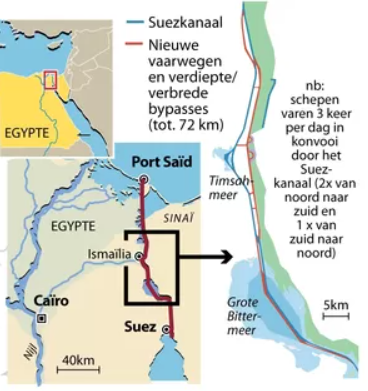 Suezkanaal
Nieuwe
vaarwegen
en verdiepte/
verbrede
bypasses
(tot. 72 km)
EGYPTE
nb:
schepen
varen 3 keer
per dag in
konvooi
door het
Suez-
kanaal (2x van
noord naar
zuid en
1 x van
zuid naar
noord)
Port Saïd
SINAÏ
EGYPTE
Ismaïlia
Caïro
Suez
Nijl
40km
Timsah-
meer
Grote
Bitter-
meer
5km